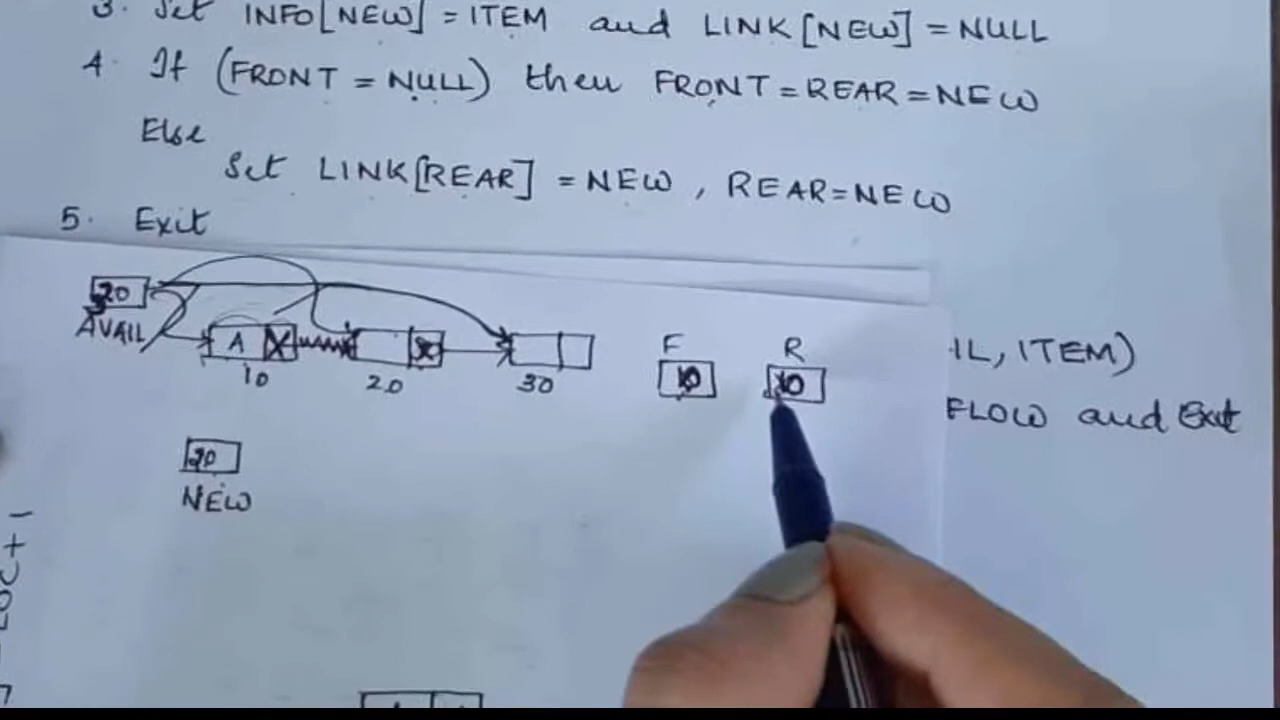 3. Set INFO[NEW] = ITEM and LINK[NEW] = NULL
4. If (FRONT = NULL) then FRONT = REAR = NEW
Else
Set LINK[REAR] = NEW, REAR = NEW
5. Exit
20
AVAIL
A
10
20
30
F
10
R
10
IL, ITEM)
FLOW and Exit
20
NEW
LOC+1